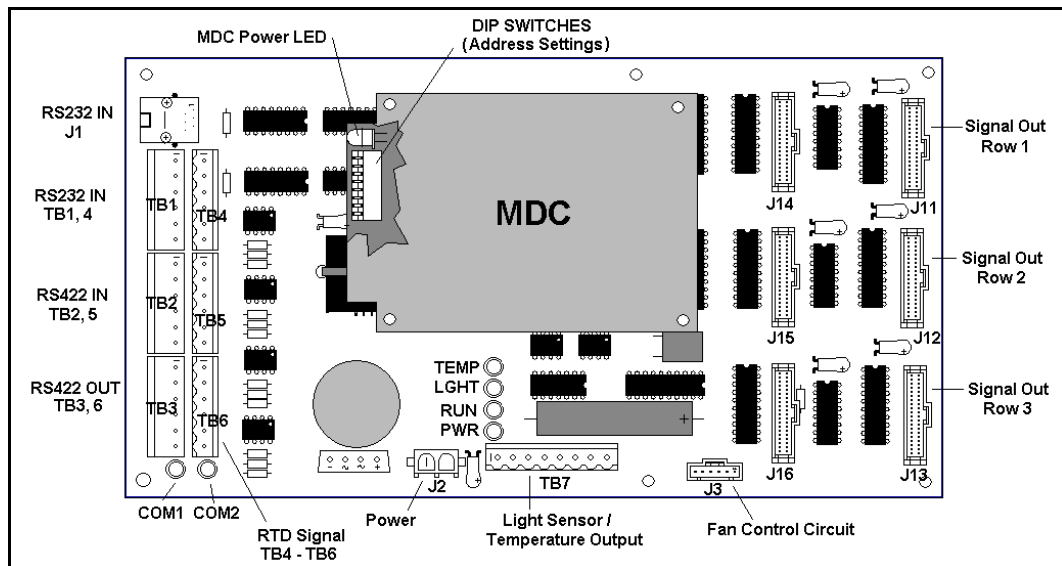 MDC Power LED
DIP SWITCHES
(Address Settings)
RS232 IN
J1
RS232 IN
TB1, 4
RS422 IN
TB2, 5
RS422 OUT
TB3, 6
TB1
TB4
TB2
TB5
TB3
TB6
MDC
J14
J11
J15
J12
J16
J13
Signal Out
Row 1
Signal Out
Row 2
Signal Out
Row 3
TEMP
LGHT
RUN
PWR
- ~ ~ +
J2
TB7
J3
COM1
COM2
RTD Signal
TB4 - TB6
Power
Light Sensor /
Temperature Output
Fan Control Circuit